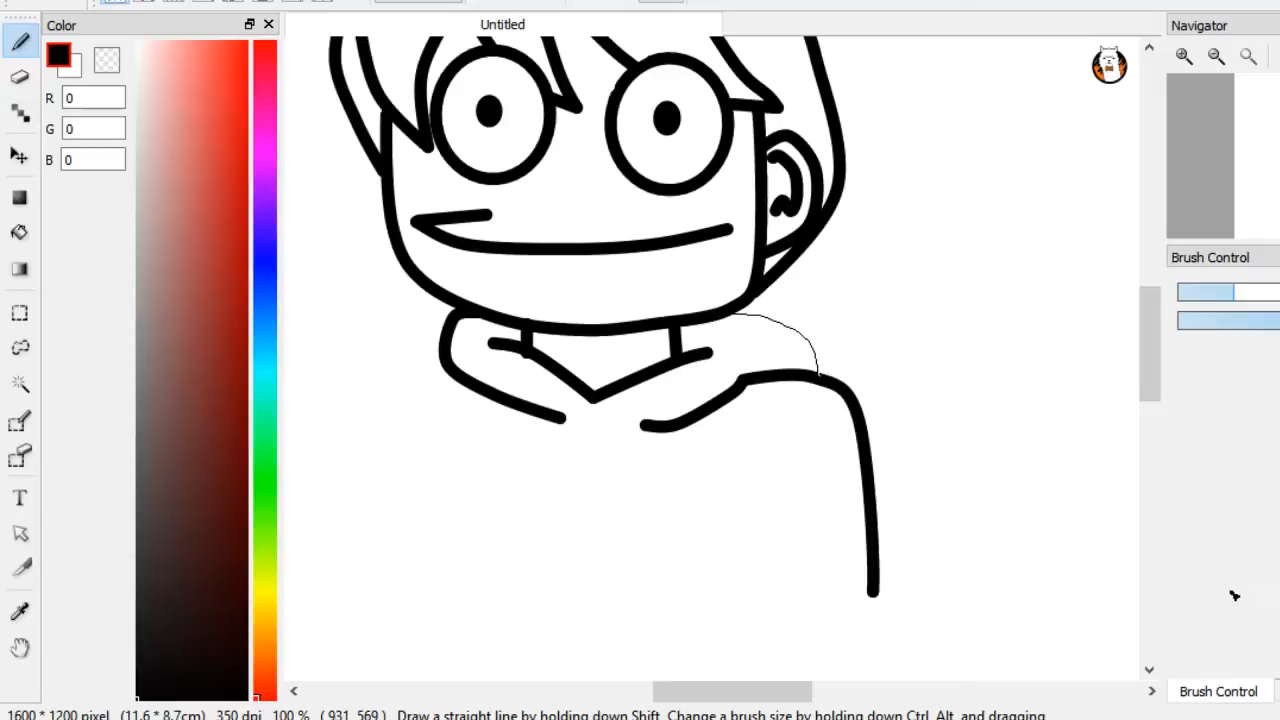 Color
Untitled
Navigator
R 0
G 0
B 0
Brush Control
T
Brush Control
1600 * 1200 pixel (11.6 * 8.7cm) 350 dpi 100 % ( 931, 569 ) Draw a straight line by holding down Shift, Change a brush size by holding down Ctrl, Alt, and dragging